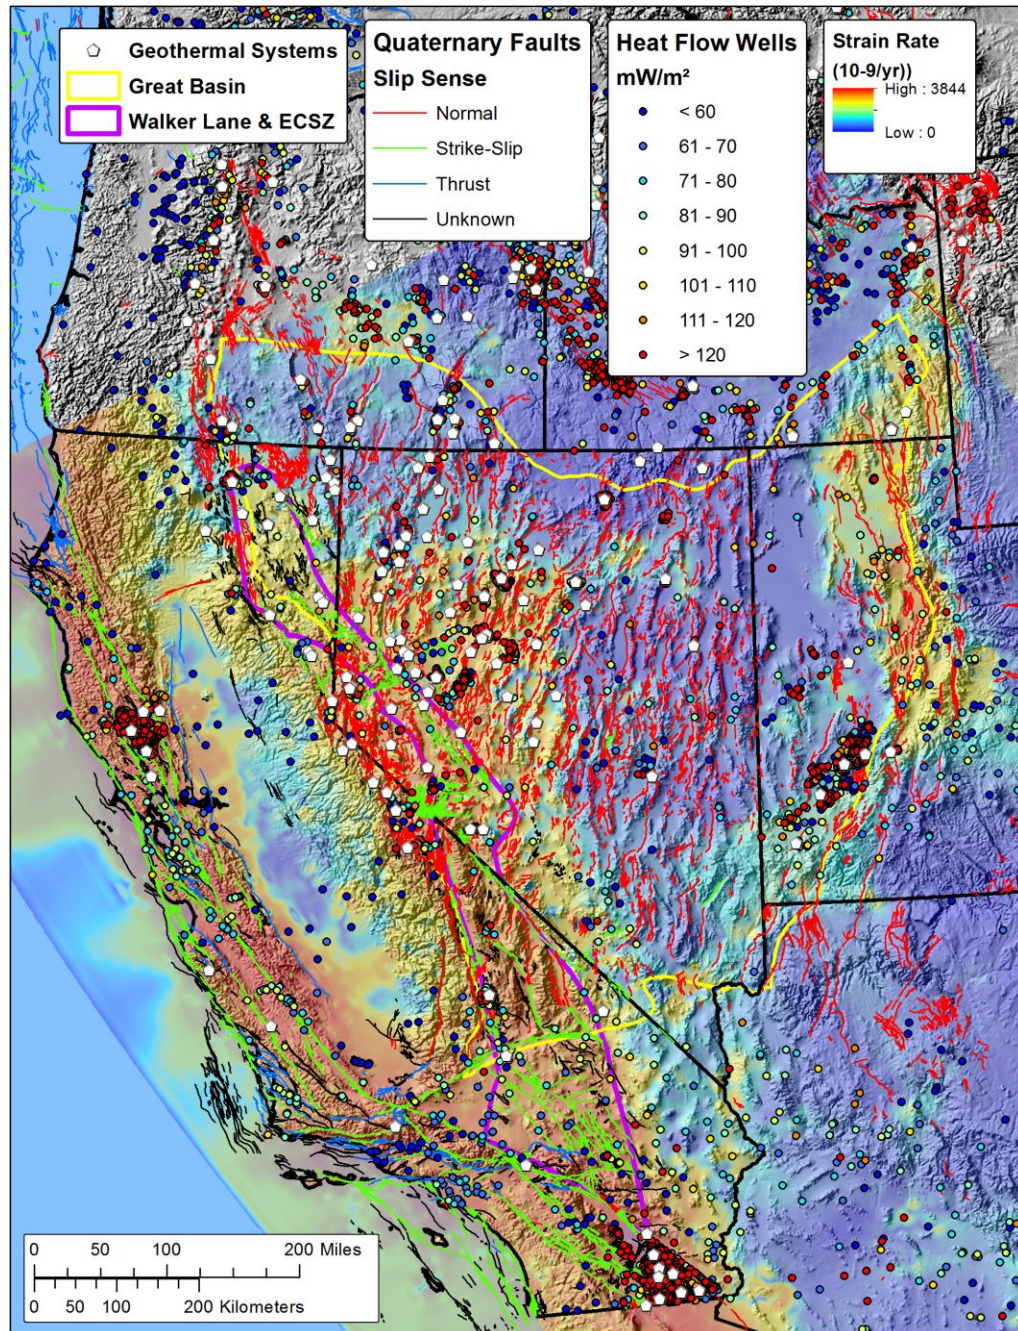 Geothermal Systems
Great Basin
Walker Lane & ECSZ
Quaternary Faults
Slip Sense
Normal
Strike-Slip
Thrust
Unknown
Heat Flow Wells
mW/m²
< 60
61 - 70
71 - 80
81 - 90
91 - 100
101 - 110
111 - 120
> 120
Strain Rate
(10-9/yr))
High : 3844
Low : 0
0 50 100 200 Miles
0 50 100 200 Kilometers